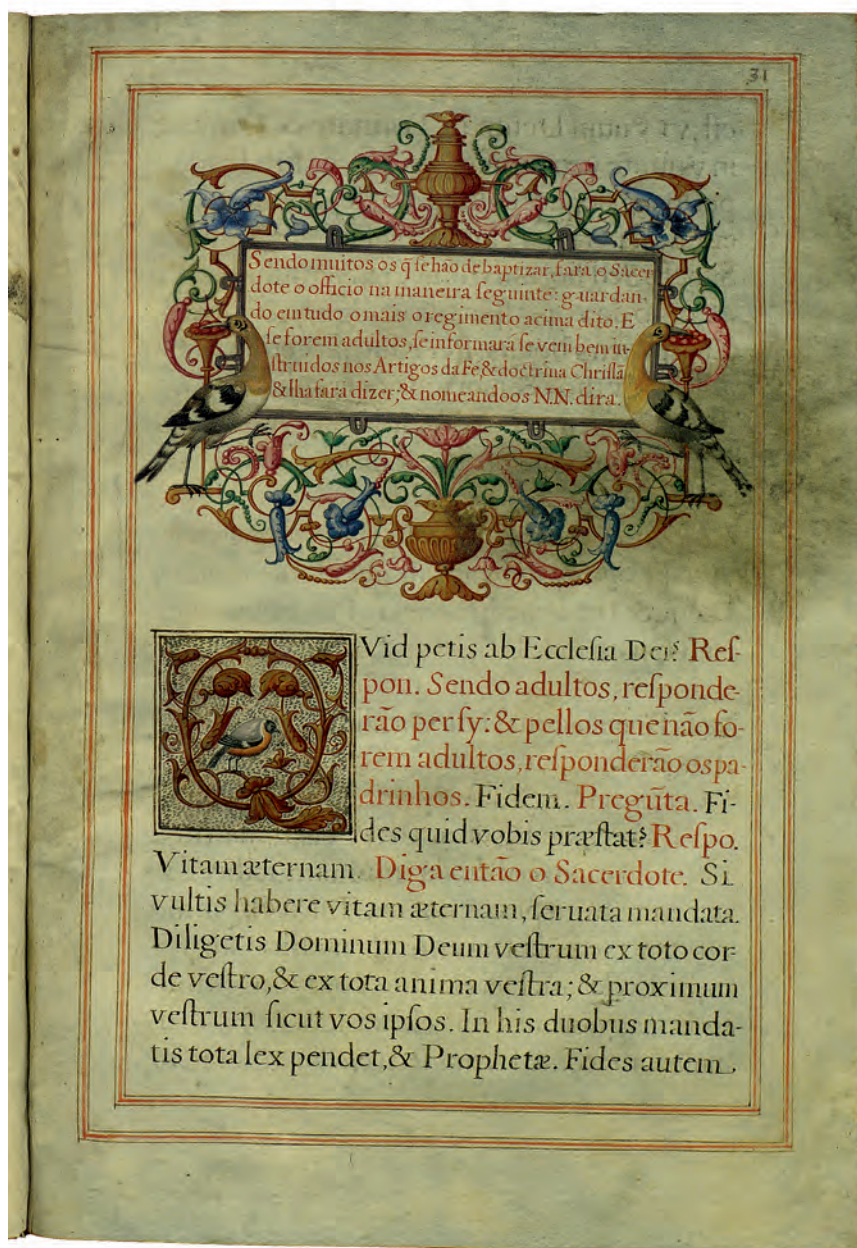 31
Sendo muitos os q̃ ſe hão de baptizar, fara o Sacer
dote o officio na maneira ſeguinte: guardan-
do em tudo o mais o regimento acima dito. E
ſe forem adultos, ſe informará ſe vem bem in-
ſtruidos nos Artigos da Fe, & doctrina Chriſtã
& lha fara dizer; & nomeandoos N.N. dira.
QVid petis ab Eccleſia Dei? Reſ-
pon. Sendo adultos, reſponde-
rão per ſy: & pellos que não fo-
rem adultos, reſponderão os pa-
drinhos. Fidem. Pregũta. Fi-
des quid vobis præſtat? Reſpo.
Vitam æternam. Diga então o Sacerdote. Si
vultis habere vitam æternam, ſeruata mandata.
Diligetis Dominum Deum veſtrum ex toto cor-
de veſtro, & ex tota anima veſtra; & proximum
veſtrum ſicut vos ipſos. In his duobus manda-
tis tota lex pendet, & Prophetæ. Fides autem